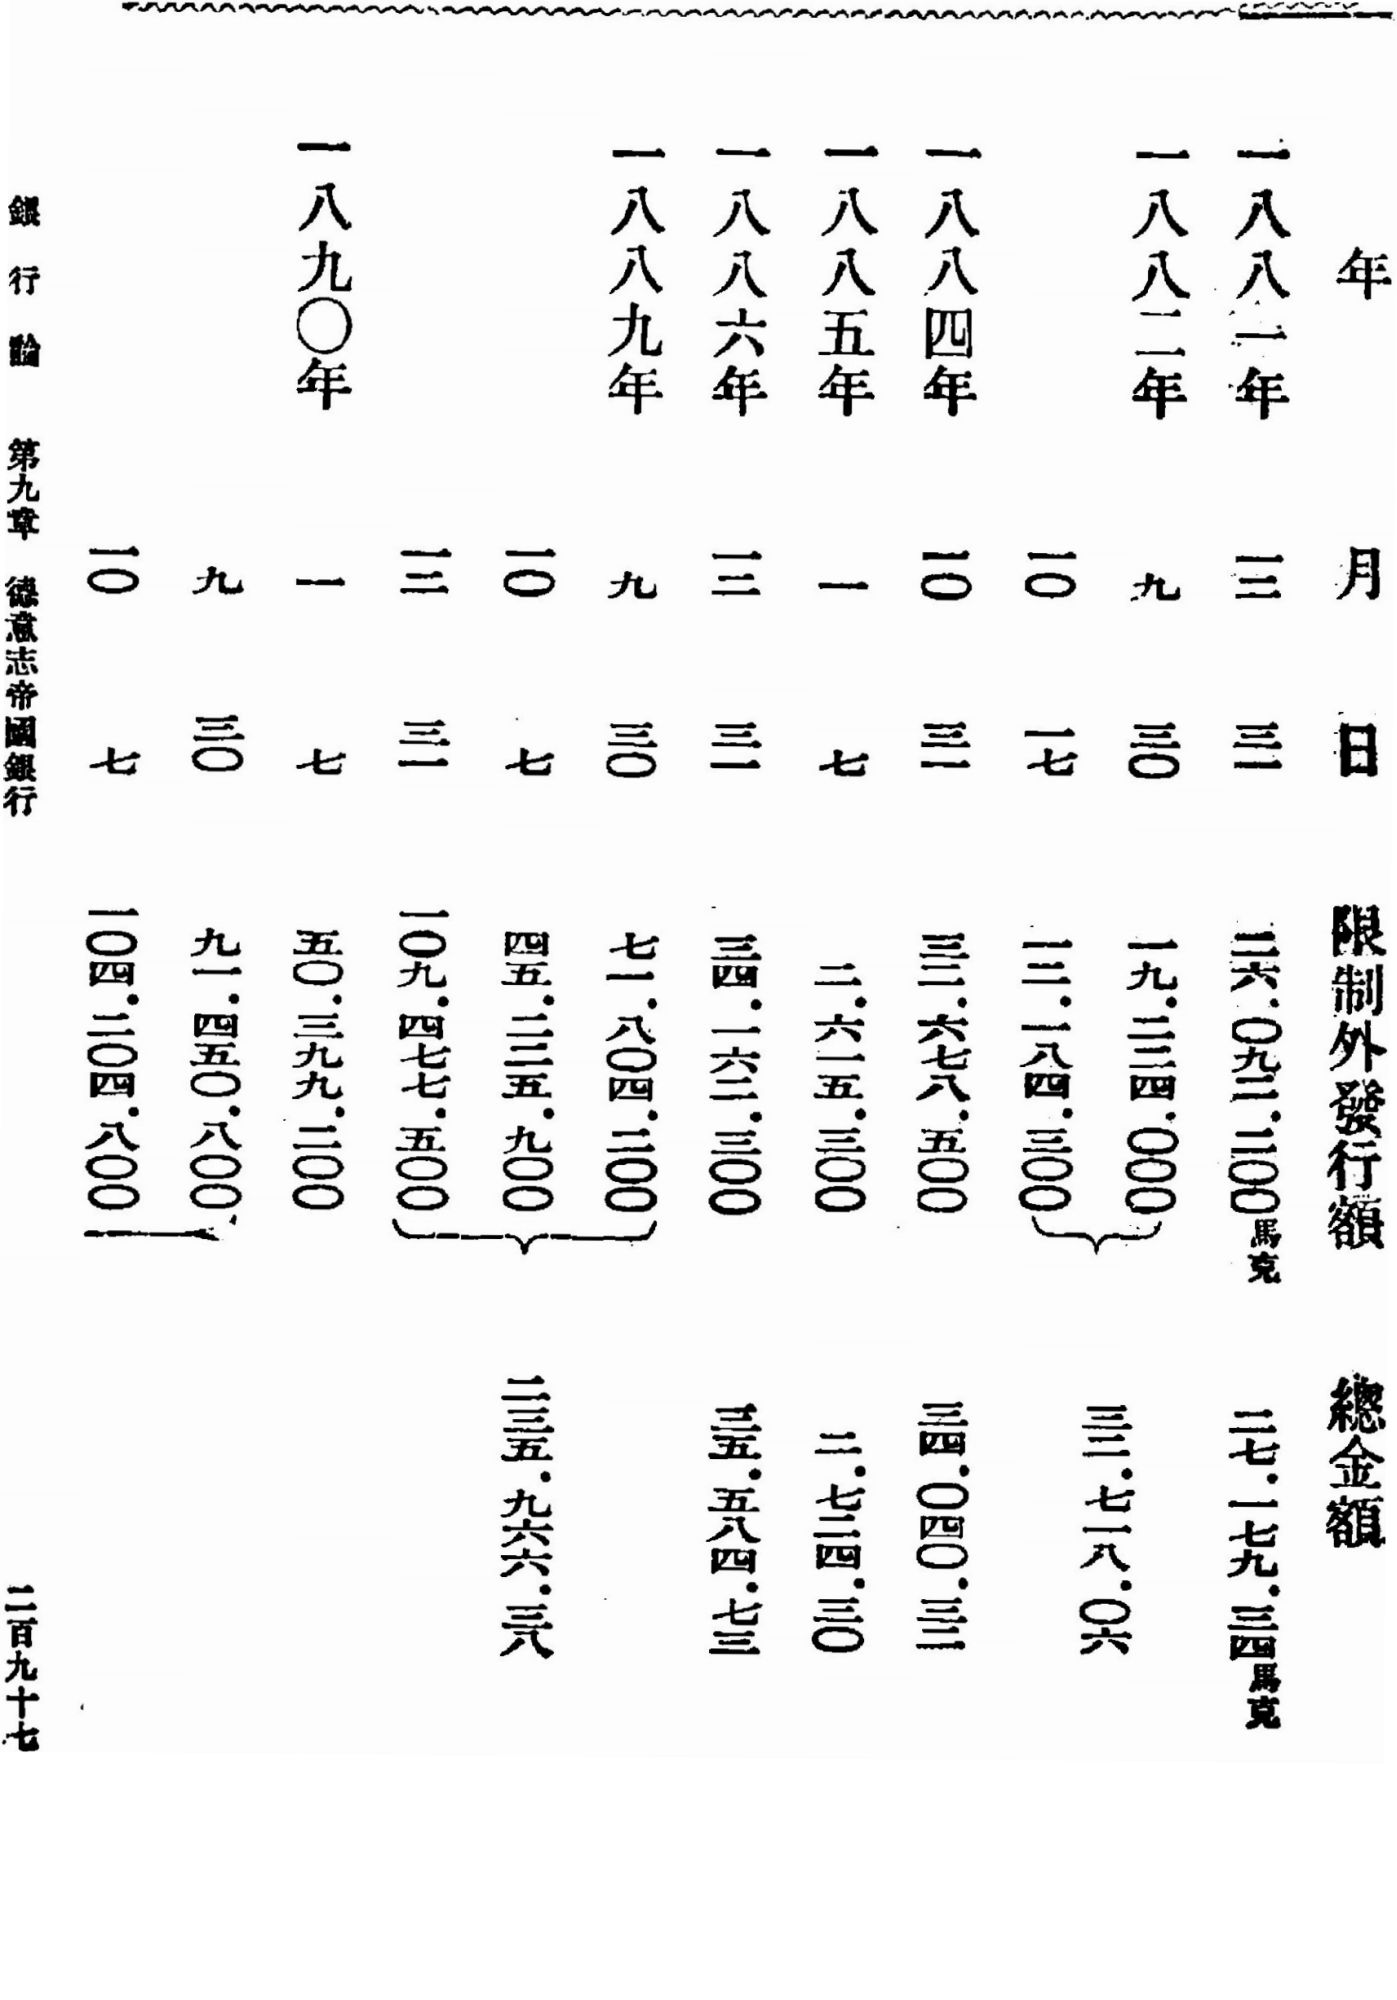 年 月 日 限制外發行額 總金額
一八八一年 一二 三一 二六.〇九二.二〇〇馬克 二七.一七九.三四馬克
一八八二年 九 三〇 一九.二三四.〇〇〇
一〇 一七 一三.一八四.三〇〇
三二.七一八.〇六
一八八四年 一〇 三一 三二.六七八.五〇〇 三四.〇四〇.三二
一八八五年 一 七 二.六一五.三〇〇 二.七二四.三〇
一八八六年 一二 三一 三四.一六二.三〇〇 三五.五八四.七三
一八八九年 九 三〇 七一.八〇四.二〇〇
一〇 七 四五.二二五.九〇〇 二三五.九六六.三八
一二 三一 一〇九.四七七.五〇〇
一八九〇年 一 七 五〇.三九九.二〇〇
九 三〇 九一.四五〇.八〇〇
一〇 七 一〇四.二〇四.八〇〇
銀行論 第九章 德意志帝國銀行 二百九十七